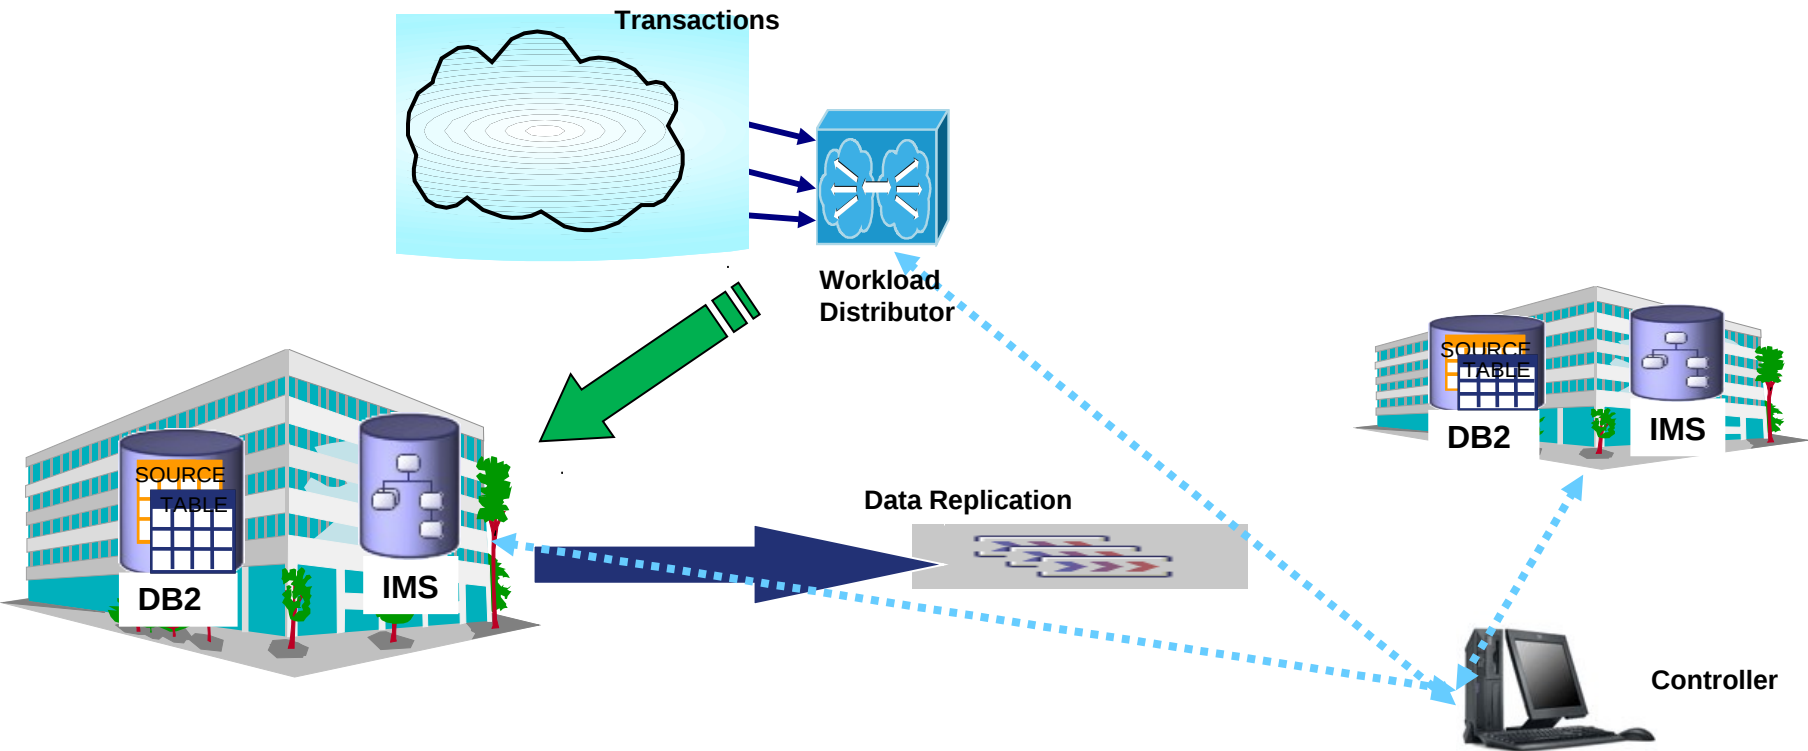 Transactions
Workload
Distributor
SOURCE
TABLE
DB2
IMS
SOURCE
TABLE
DB2
IMS
Data Replication
Controller